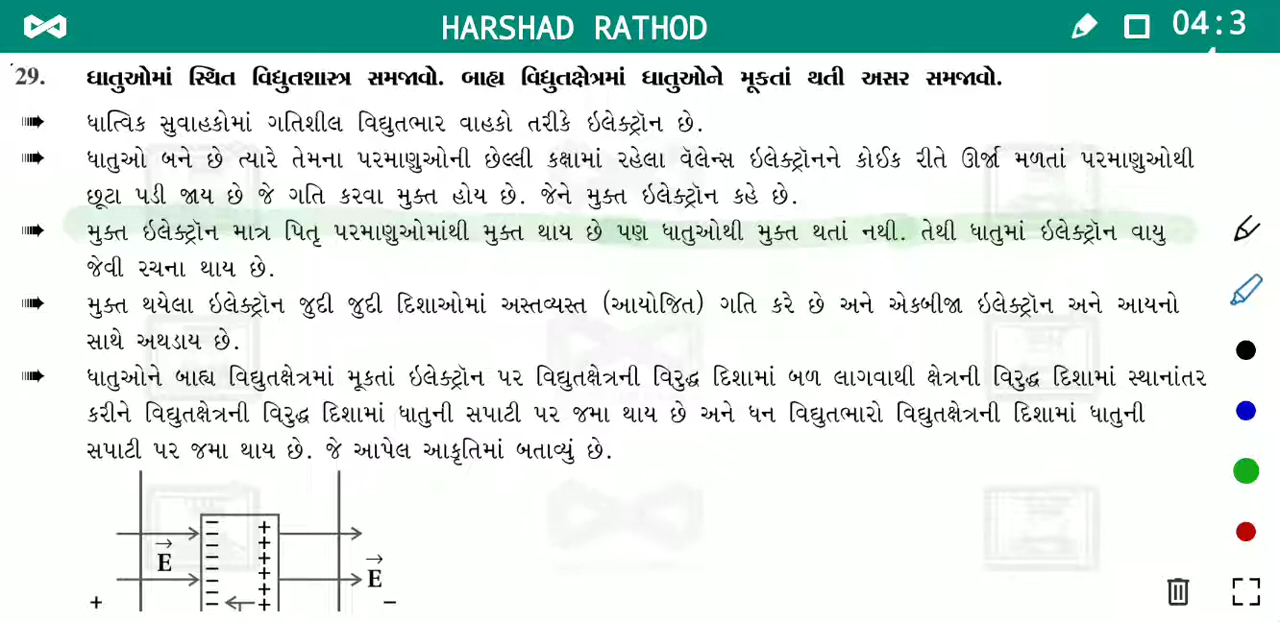 HARSHAD RATHOD
04:3
29. ધાતુઓમાં સ્થિત વિદ્યુતશાસ્ત્ર સમજાવો. બાહ્ય વિદ્યુતક્ષેત્રમાં ધાતુઓને મૂકતાં થતી અસર સમજાવો.
➠ ધાત્વિક સુવાહકોમાં ગતિશીલ વિદ્યુતભાર વાહકો તરીકે ઇલેક્ટ્રૉન છે.
➠ ધાતુઓ બને છે ત્યારે તેમના પરમાણુઓની છેલ્લી કક્ષામાં રહેલા વૅલેન્સ ઇલેક્ટ્રૉનને કોઈક રીતે ઊર્જા મળતાં પરમાણુઓથી
છૂટા પડી જાય છે જે ગતિ કરવા મુક્ત હોય છે. જેને મુક્ત ઇલેક્ટ્રૉન કહે છે.
➠ મુક્ત ઇલેક્ટ્રૉન માત્ર પિતૃ પરમાણુઓમાંથી મુક્ત થાય છે પણ ધાતુઓથી મુક્ત થતાં નથી. તેથી ધાતુમાં ઇલેક્ટ્રૉન વાયુ
જેવી રચના થાય છે.
➠ મુક્ત થયેલા ઇલેક્ટ્રૉન જુદી જુદી દિશાઓમાં અસ્તવ્યસ્ત (આયોજિત) ગતિ કરે છે અને એકબીજા ઇલેક્ટ્રૉન અને આયનો
સાથે અથડાય છે.
➠ ધાતુઓને બાહ્ય વિદ્યુતક્ષેત્રમાં મૂકતાં ઇલેક્ટ્રૉન પર વિદ્યુતક્ષેત્રની વિરુદ્ધ દિશામાં બળ લાગવાથી ક્ષેત્રની વિરુદ્ધ દિશામાં સ્થાનાંતર
કરીને વિદ્યુતક્ષેત્રની વિરુદ્ધ દિશામાં ધાતુની સપાટી પર જમા થાય છે અને ધન વિદ્યુતભારો વિદ્યુતક્ષેત્રની દિશામાં ધાતુની
સપાટી પર જમા થાય છે. જે આપેલ આકૃતિમાં બતાવ્યું છે.
E
E
+ −